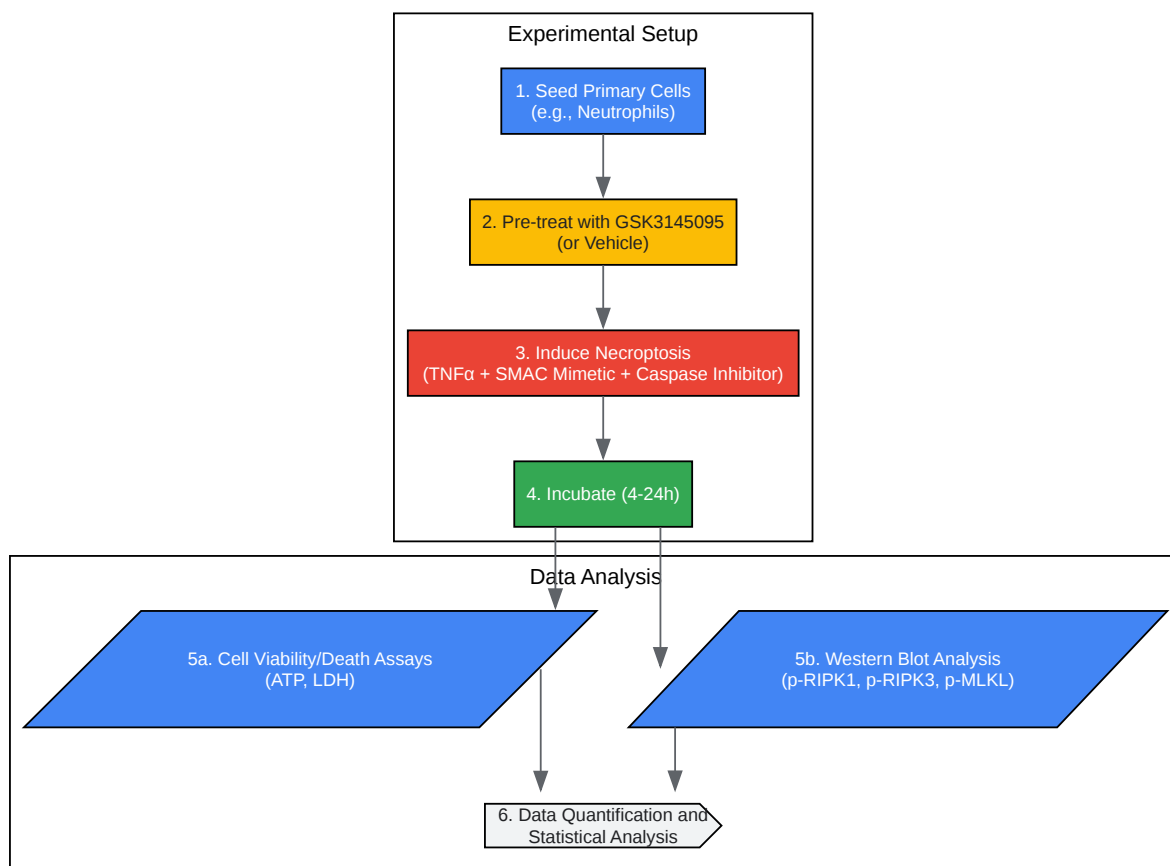 Experimental Setup
1. Seed Primary Cells
(e.g., Neutrophils)
2. Pre-treat with GSK3145095
(or Vehicle)
3. Induce Necroptosis
(TNFα + SMAC Mimetic + Caspase Inhibitor)
4. Incubate (4-24h)
Data Analysis
5a. Cell Viability/Death Assays
(ATP, LDH)
5b. Western Blot Analysis
(p-RIPK1, p-RIPK3, p-MLKL)
6. Data Quantification and
Statistical Analysis